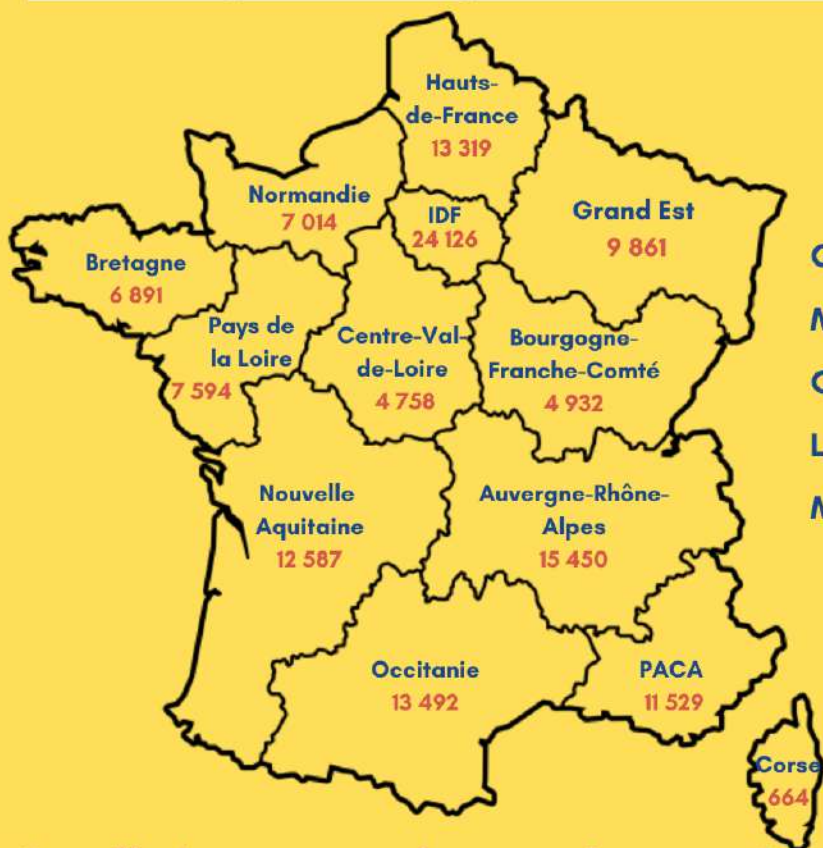 Hauts-
de-France
13 319
Normandie
7 014
IDF
24 126
Grand Est
9 861
Bretagne
6 891
Pays de
la Loire
7 594
Centre-Val-
de-Loire
4 758
Bourgogne-
Franche-Comté
4 932
Nouvelle
Aquitaine
12 587
Auvergne-Rhône-
Alpes
15 450
Occitanie
13 492
PACA
11 529
Corse
664